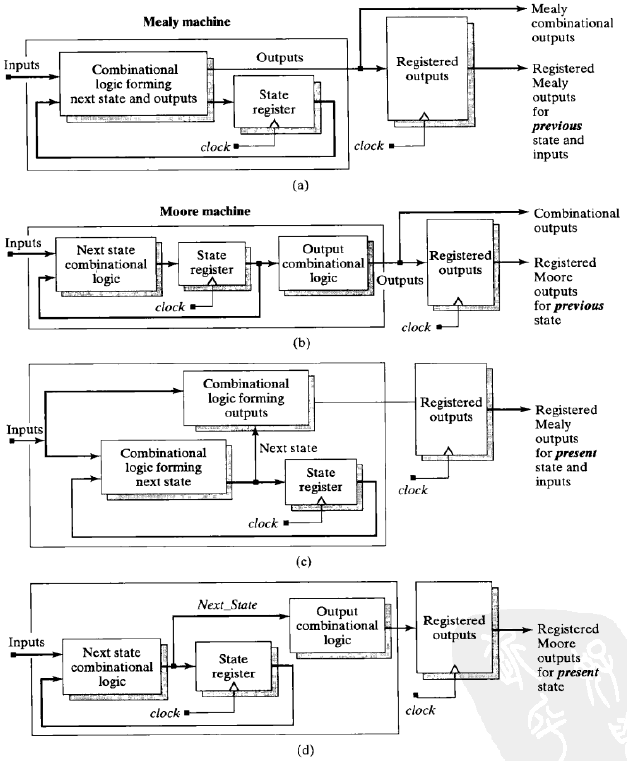 Mealy machine
Inputs
Combinational
logic forming
next state and outputs
Outputs
State
register
clock
Registered
outputs
clock
Mealy
combinational
outputs
Registered
Mealy
outputs
for
previous
state and
inputs
(a)
Moore machine
Inputs
Next state
combinational
logic
State
register
clock
Output
combinational
logic
Outputs
Registered
outputs
clock
Combinational
outputs
Registered
Moore
outputs
for previous
state
(b)
Inputs
Combinational
logic forming
outputs
Combinational
logic forming
next state
Next state
State
register
clock
Registered
outputs
clock
Registered
Mealy
outputs
for present
state and
inputs
(c)
Inputs
Next state
combinational
logic
Next_State
State
register
clock
Output
combinational
logic
Registered
outputs
clock
Registered
Moore
outputs
for present
state
(d)